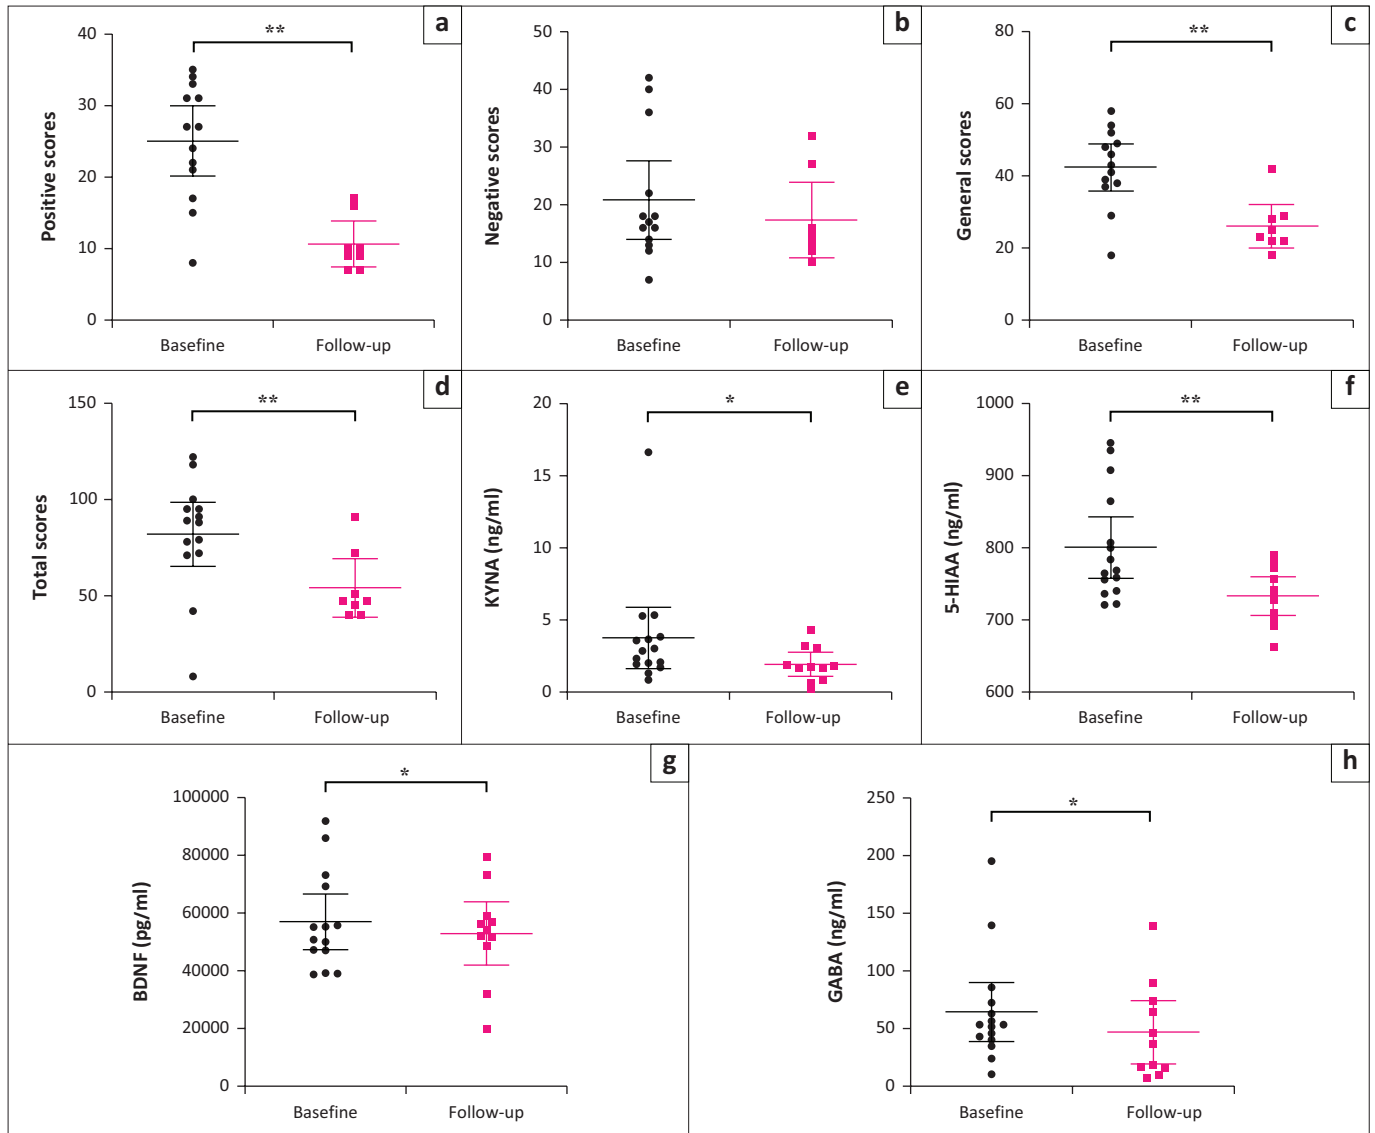 a
**
Positive scores
40
30
20
10
0
Basefine Follow-up
b
Negative scores
50
40
30
20
10
0
Basefine Follow-up
c
**
General scores
80
60
40
20
0
Basefine Follow-up
d
**
Total scores
150
100
50
0
Basefine Follow-up
e
*
KYNA (ng/ml)
20
15
10
5
0
Basefine Follow-up
f
**
5-HIAA (ng/ml)
1000
900
800
700
600
Basefine Follow-up
g
*
BDNF (pg/ml)
100000
80000
60000
40000
20000
0
Basefine Follow-up
h
*
GABA (ng/ml)
250
200
150
100
50
0
Basefine Follow-up